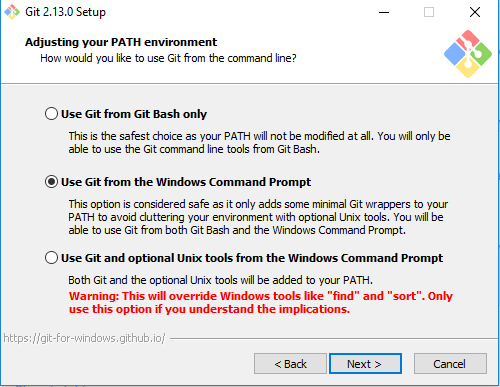 Git 2.13.0 Setup
Adjusting your PATH environment
How would you like to use Git from the command line?
Use Git from Git Bash only
This is the safest choice as your PATH will not be modified at all. You will only be
able to use the Git command line tools from Git Bash.
Use Git from the Windows Command Prompt
This option is considered safe as it only adds some minimal Git wrappers to your
PATH to avoid cluttering your environment with optional Unix tools. You will be
able to use Git from both Git Bash and the Windows Command Prompt.
Use Git and optional Unix tools from the Windows Command Prompt
Both Git and the optional Unix tools will be added to your PATH.
Warning: This will override Windows tools like "find" and "sort". Only
use this option if you understand the implications.
https://git-for-windows.github.io/
< Back
Next >
Cancel